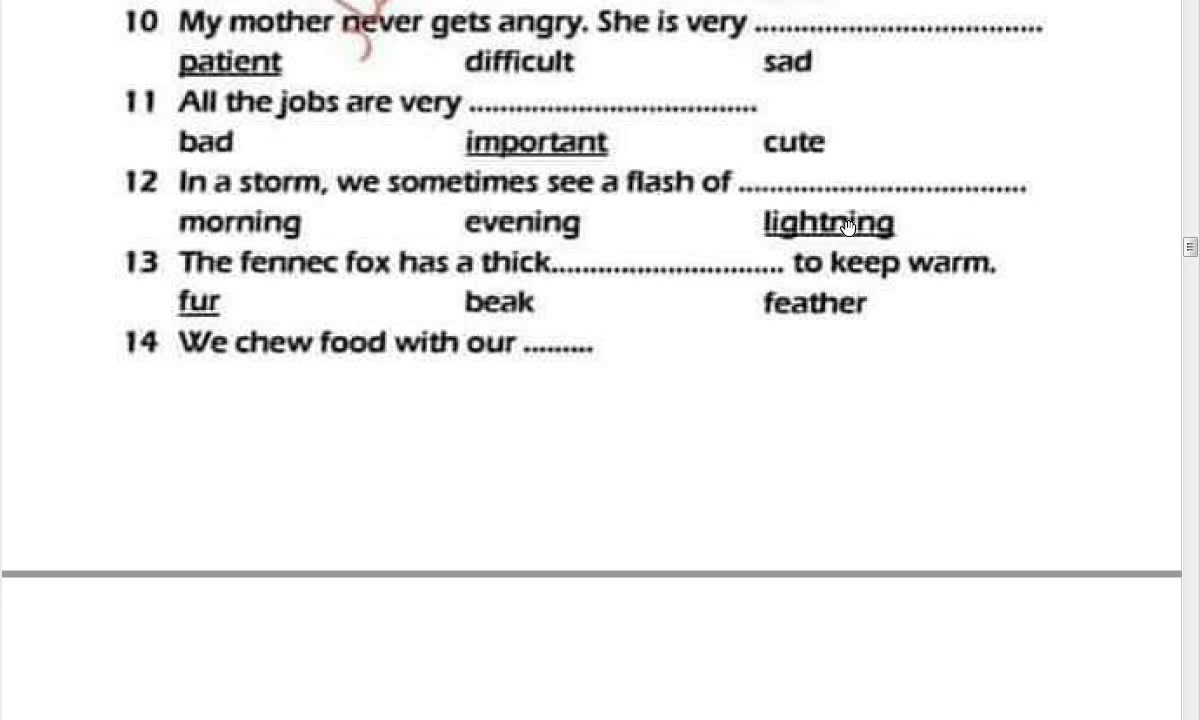 10 My mother never gets angry. She is very .....................................
patient difficult sad
11 All the jobs are very .....................................
bad important cute
12 In a storm, we sometimes see a flash of .....................................
morning evening lightning
13 The fennec fox has a thick.............................. to keep warm.
fur beak feather
14 We chew food with our .........